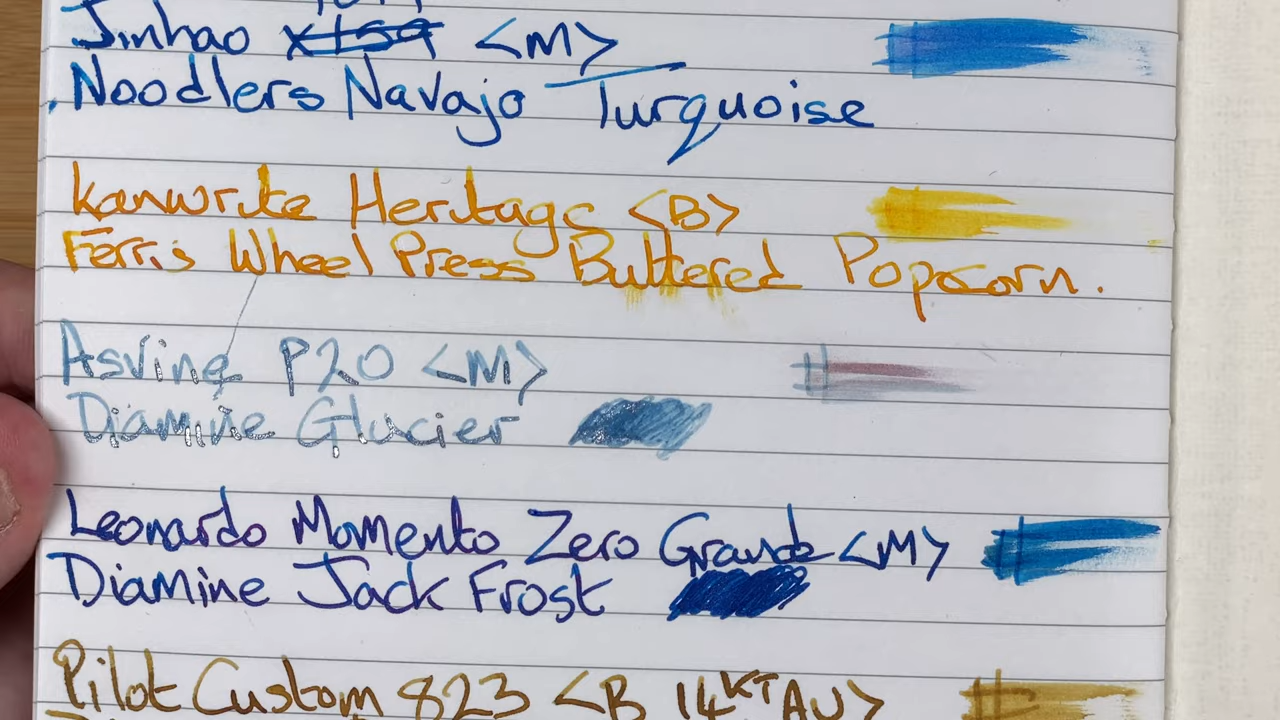 Jinhao x159 <M>
Noodlers Navajo Turquoise
Kanwrite Heritage <B>
Ferris Wheel Press Buttered Popcorn.
Asvine P20 <M>
Diamine Glacier
Leonardo Momento Zero Grande <M>
Diamine Jack Frost
Pilot Custom 823 <B 14KT AU>